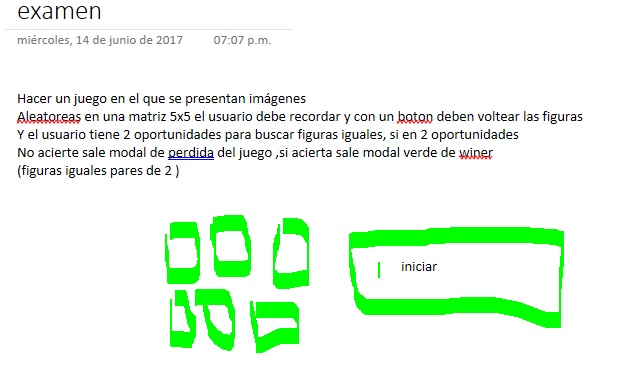 examen
miércoles, 14 de junio de 2017 07:07 p.m.
Hacer un juego en el que se presentan imágenes
Aleatoreas en una matriz 5x5 el usuario debe recordar y con un boton deben voltear las figuras
Y el usuario tiene 2 oportunidades para buscar figuras iguales, si en 2 oportunidades
No acierte sale modal de perdida del juego ,si acierta sale modal verde de winer
(figuras iguales pares de 2 )
iniciar